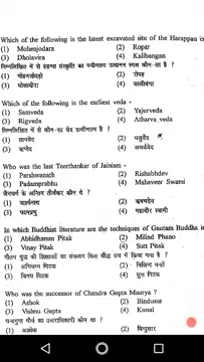 Which of the following is the latest excavated site of the Harappan c
(1) Mohenjodara (2) Ropar
(3) Dholavira (4) Kalibangan
निम्नलिखित में से हड़प्पा संस्कृति का नवीनतम उत्खनन स्थल कौन-सा है ?
(1) मोहनजोदड़ो (2) रोपड़
(3) धोलावीरा (4) कालीबंगा
Which of the following is the earliest veda -
(1) Samveda (2) Yajurveda
(3) Rigveda (4) Atharva veda
निम्नलिखित में से कौन-सा वेद प्राचीनतम है ?
(1) सामवेद (2) यजुर्वेद
(3) ऋग्वेद (4) अथर्ववेद
Who was the last Teerthankar of Jainism -
(1) Parshwanath (2) Rishabhdev
(3) Padamprabhu (4) Mahaveer Swami
जैनधर्म के अन्तिम तीर्थंकर कौन थे ?
(1) पार्श्वनाथ (2) ऋषभदेव
(3) पदमप्रभु (4) महावीर स्वामी
In which Buddhist literature are the techniques of Gautam Buddha i
(1) Abhidhamm Pitak (2) Milind Phano
(3) Vinay Pitak (4) Sutt Pitak
गौतम बुद्ध की शिक्षाओं का संकलन किस बौद्ध ग्रंथ में किया गया है ?
(1) अभिधम्म पिटक (2) मिलिन्द पन्हो
(3) विनय पिटक (4) सुत्त पिटक
Who was the successor of Chandra Gupta Maurya ?
(1) Ashok (2) Bindusar
(3) Vishnu Gupta (4) Kunal
चन्द्रगुप्त मौर्य का उत्तराधिकारी कौन था ?
(1) अशोक (2) बिन्दुसार